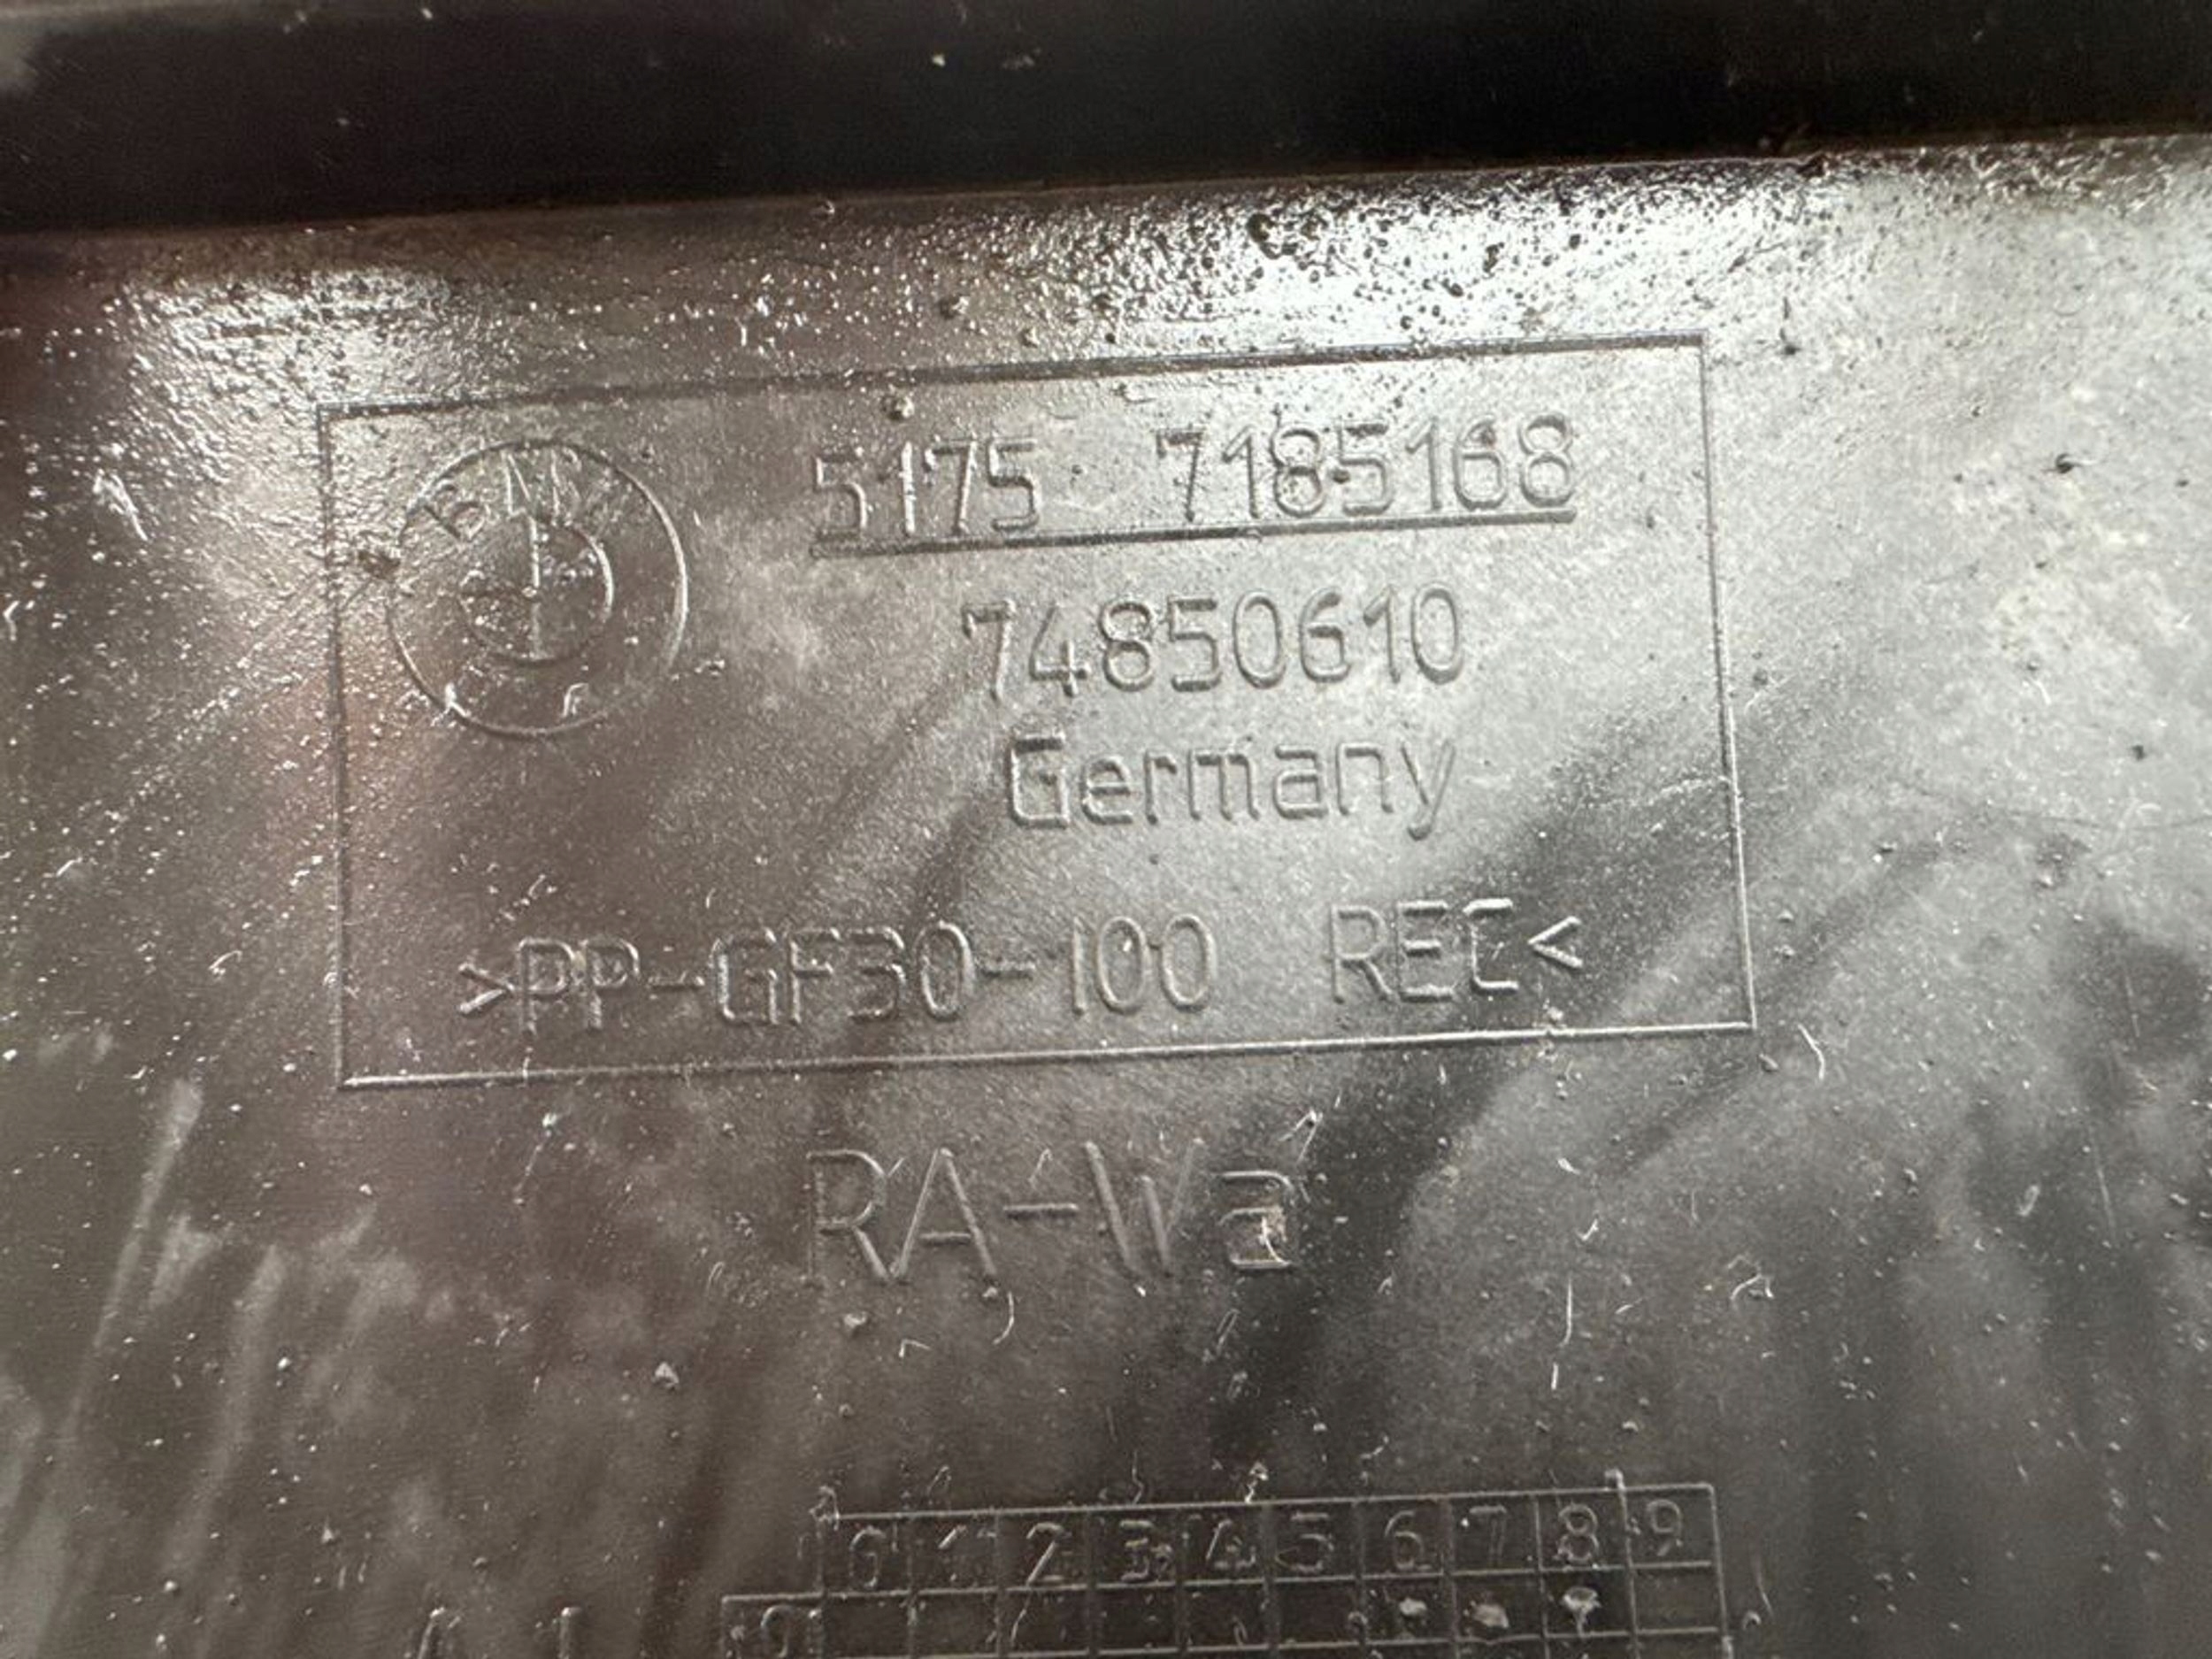 BMW
5175 7185168
74850610
Germany
>PP-GF30-100 REC<
RA-Wa
0 1 2 3 4 5 6 7 8 9